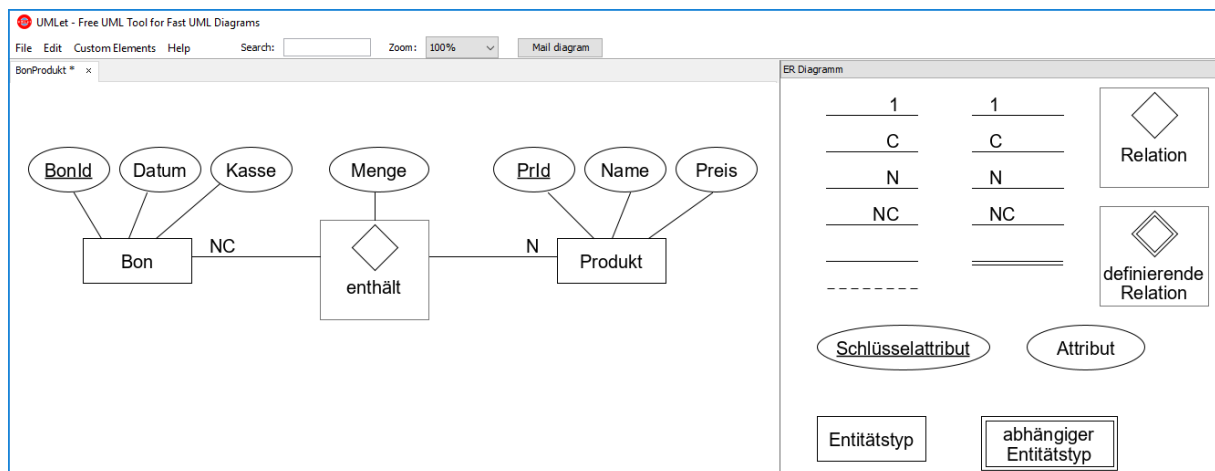 UMLet - Free UML Tool for Fast UML Diagrams
File Edit Custom Elements Help Search: Zoom: 100% Mail diagram
BonProdukt * ×
ER Diagramm
BonId Datum Kasse Menge PrId Name Preis
NC N
Bon enthält Produkt
1 1
C C
N N
NC NC
Relation
definierende
Relation
Schlüsselattribut Attribut
Entitätstyp
abhängiger
Entitätstyp